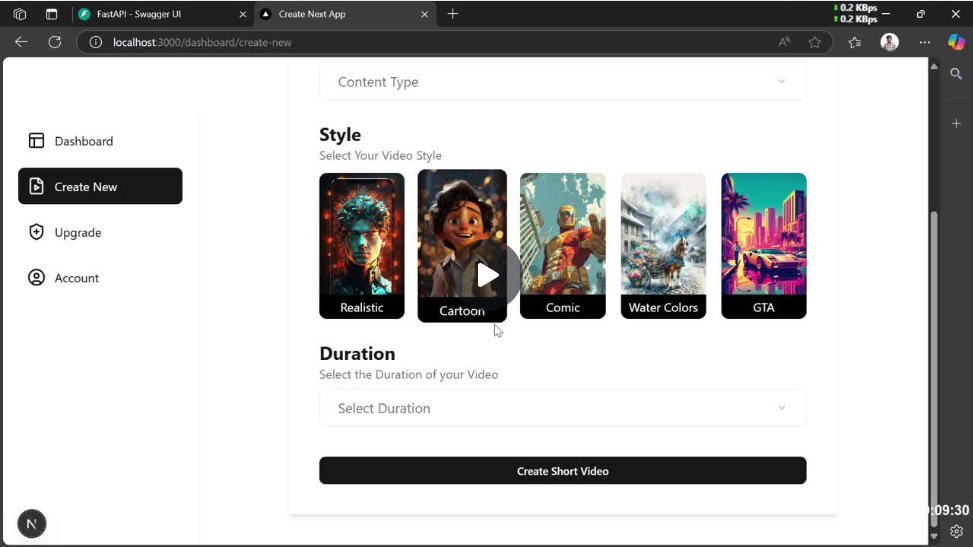 FastAPI - Swagger UI
Create Next App
0.2 KBps
0.2 KBps
localhost:3000/dashboard/create-new
Content Type
Dashboard
Create New
Upgrade
Account
Style
Select Your Video Style
Realistic
Cartoon
Comic
Water Colors
GTA
Duration
Select the Duration of your Video
Select Duration
Create Short Video
N
:09:30